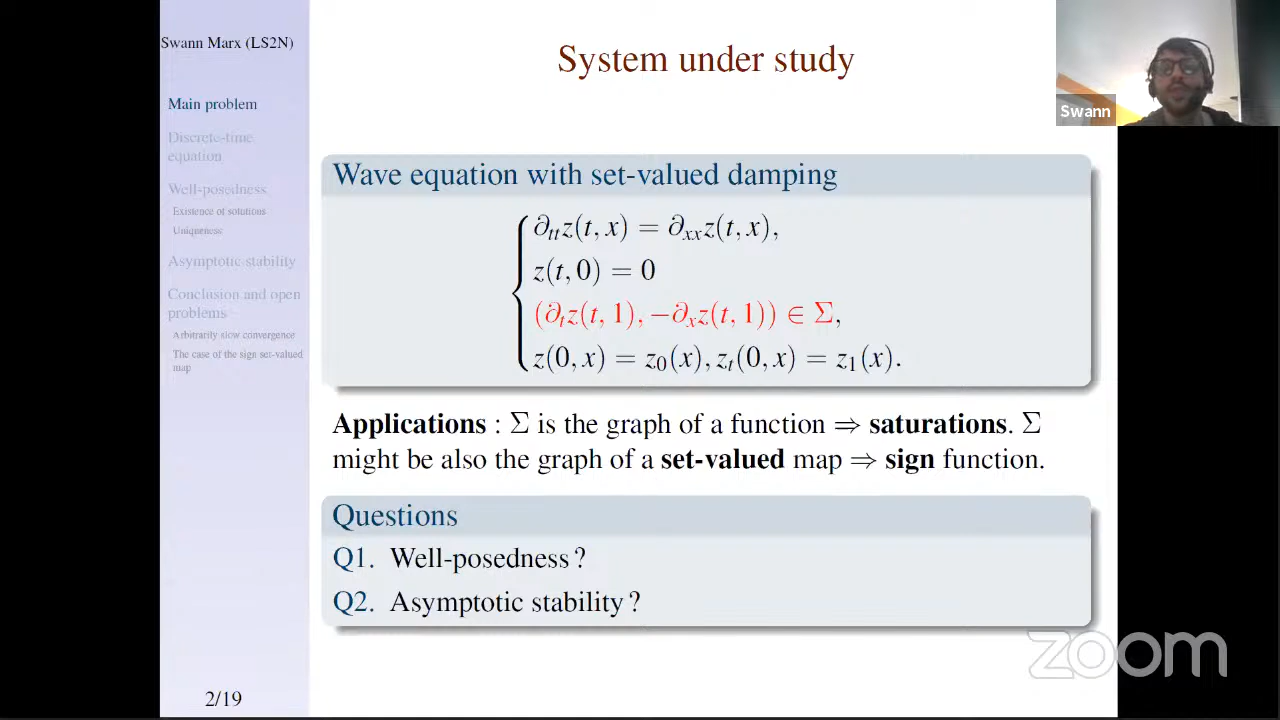 Swann Marx (LS2N)
Main problem
Discrete-time
equation
Well-posedness
Existence of solutions
Uniqueness
Asymptotic stability
Conclusion and open
problems
Arbitrarily slow convergence
The case of the sign set-valued
map
2/19
System under study
Wave equation with set-valued damping
∂ₜₜz(t, x) = ∂ₓₓz(t, x),
z(t, 0) = 0
(∂ₜz(t, 1), −∂ₓz(t, 1)) ∈ Σ,
z(0, x) = z₀(x), zₜ(0, x) = z₁(x).
Applications : Σ is the graph of a function ⇒ saturations. Σ
might be also the graph of a set-valued map ⇒ sign function.
Questions
Q1. Well-posedness ?
Q2. Asymptotic stability ?
Swann
zoom